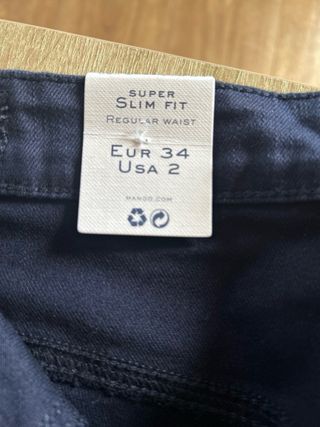 SUPER
SLIM FIT
REGULAR WAIST
EUR 34
USA 2
MANGO.COM